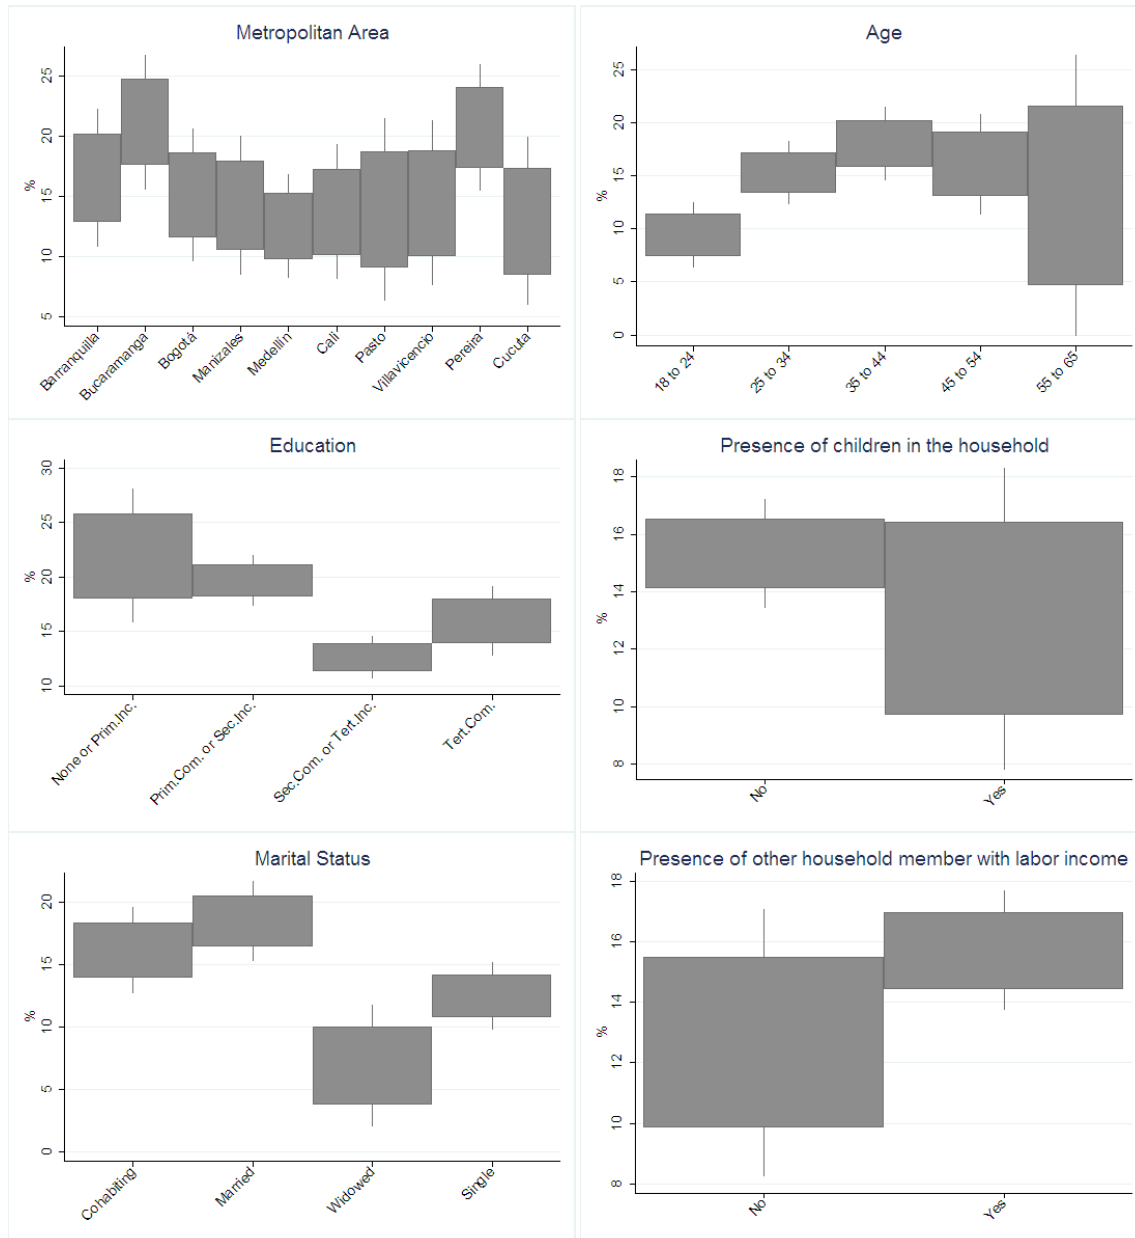 Metropolitan Area
%
5
10
15
20
25
Barranquilla
Bucaramanga
Bogotá
Manizales
Medellín
Cali
Pasto
Villavicencio
Pereira
Cucuta
Age
%
0
5
10
15
20
25
18 to 24
25 to 34
35 to 44
45 to 54
55 to 65
Education
%
10
15
20
25
30
None or Prim.Inc.
Prim.Com. or Sec.Inc.
Sec.Com. or Tert.Inc.
Tert.Com.
Presence of children in the household
%
8
10
12
14
16
18
No
Yes
Marital Status
%
0
5
10
15
20
Cohabiting
Married
Widowed
Single
Presence of other household member with labor income
%
8
10
12
14
16
18
No
Yes